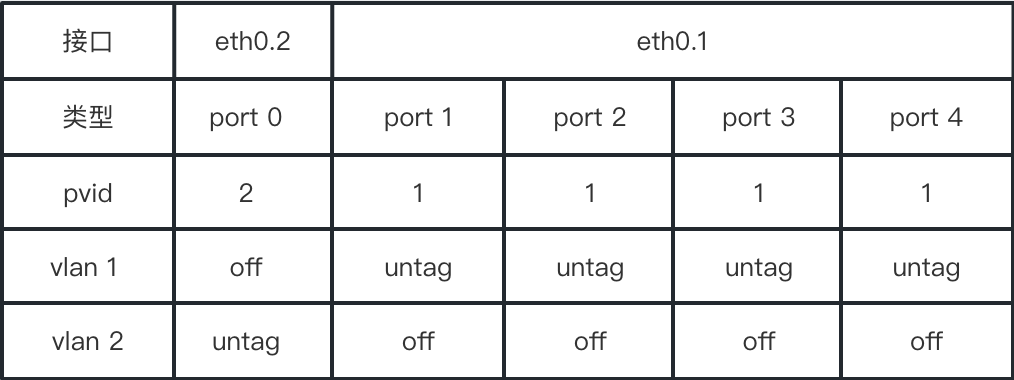 接口 eth0.2 eth0.1
类型 port 0 port 1 port 2 port 3 port 4
pvid 2 1 1 1 1
vlan 1 off untag untag untag untag
vlan 2 untag off off off off